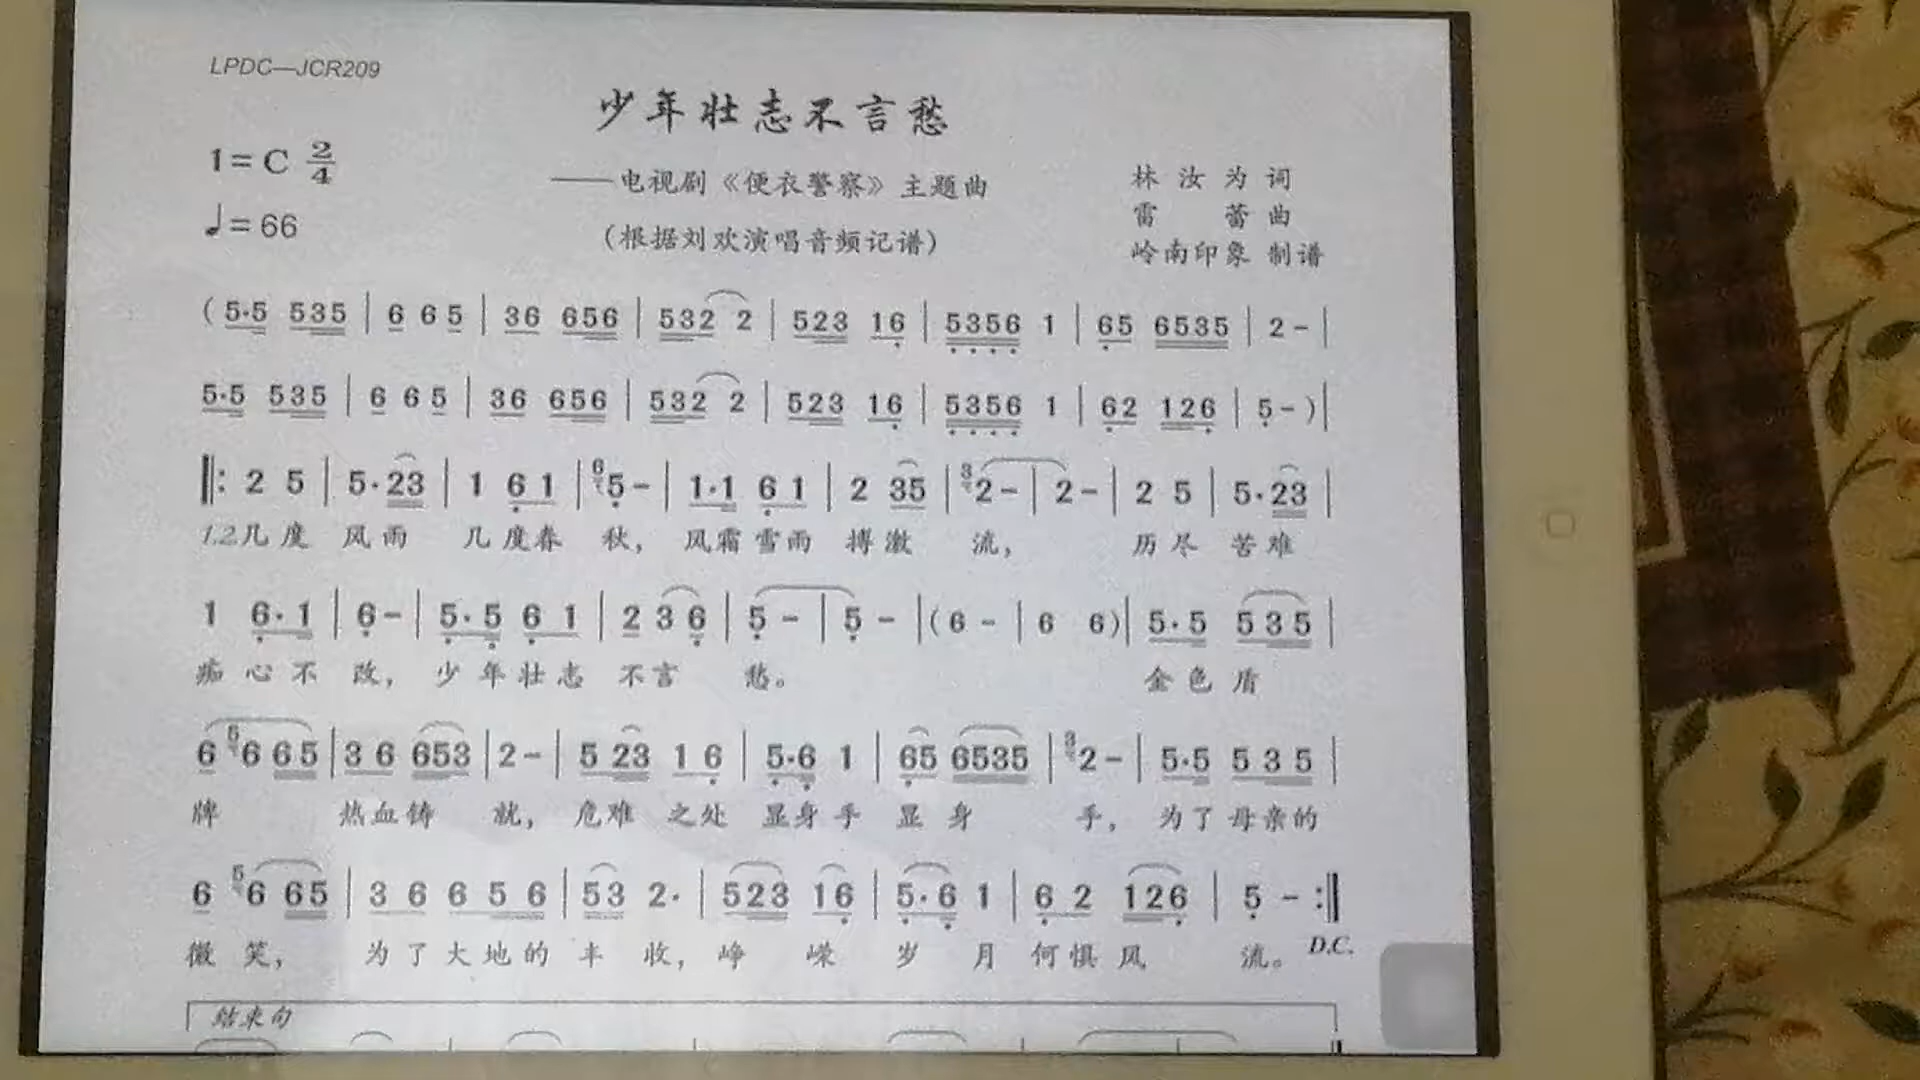 LPDC—JCR209
少年壮志不言愁
1=C 2/4
——电视剧《便衣警察》主题曲
林汝为 词
♩=66
(根据刘欢演唱音频记谱)
雷蕾 曲
岭南印象 制谱
(5·5 535 | 6 6 5 | 36 656 | 532 2 | 523 16 | 5356 1 | 65 6535 | 2 - |
5·5 535 | 6 6 5 | 36 656 | 532 2 | 523 16 | 5356 1 | 62 126 | 5 - ) |
‖: 2 5 | 5·23 | 1 6 1 | 6 5 - | 1·1 6 1 | 2 35 | 3 2 - | 2 - | 2 5 | 5·23 |
1.2.几度 风雨 几度春 秋, 风霜雪雨 搏激 流, 历尽 苦难
1 6·1 | 6 - | 5·5 6 1 | 2 3 6 | 5 - | 5 - | (6 - | 6 6) | 5·5 535 |
痴心不 改, 少年壮志 不言 愁。 金色盾
6 5 6 65 | 3 6 653 | 2 - | 5 23 1 6 | 5·6 1 | 65 6535 | 3 2 - | 5·5 5 3 5 |
牌 热血铸 就, 危难 之处 显身手 显身 手, 为了母亲的
6 5 6 65 | 3 6 6 5 6 | 53 2· | 523 16 | 5·6 1 | 6 2 126 | 5 - :‖
微笑, 为了大地的 丰收, 峥嵘 岁月 何惧风 流。 D.C.
结束句